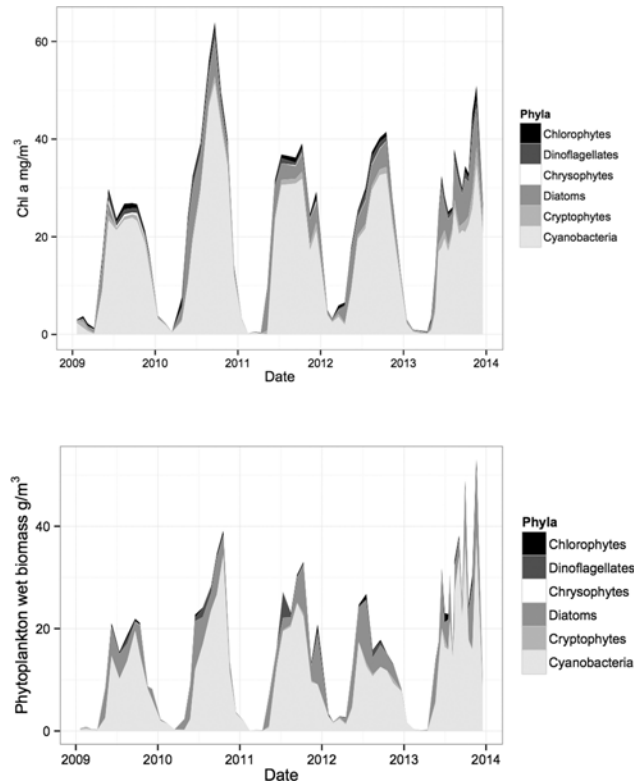 60
40
20
0
Chl a mg/m³
2009 2010 2011 2012 2013 2014
Date
Phyla
Chlorophytes
Dinoflagellates
Chrysophytes
Diatoms
Cryptophytes
Cyanobacteria
40
20
0
Phytoplankton wet biomass g/m³
2009 2010 2011 2012 2013 2014
Date
Phyla
Chlorophytes
Dinoflagellates
Chrysophytes
Diatoms
Cryptophytes
Cyanobacteria